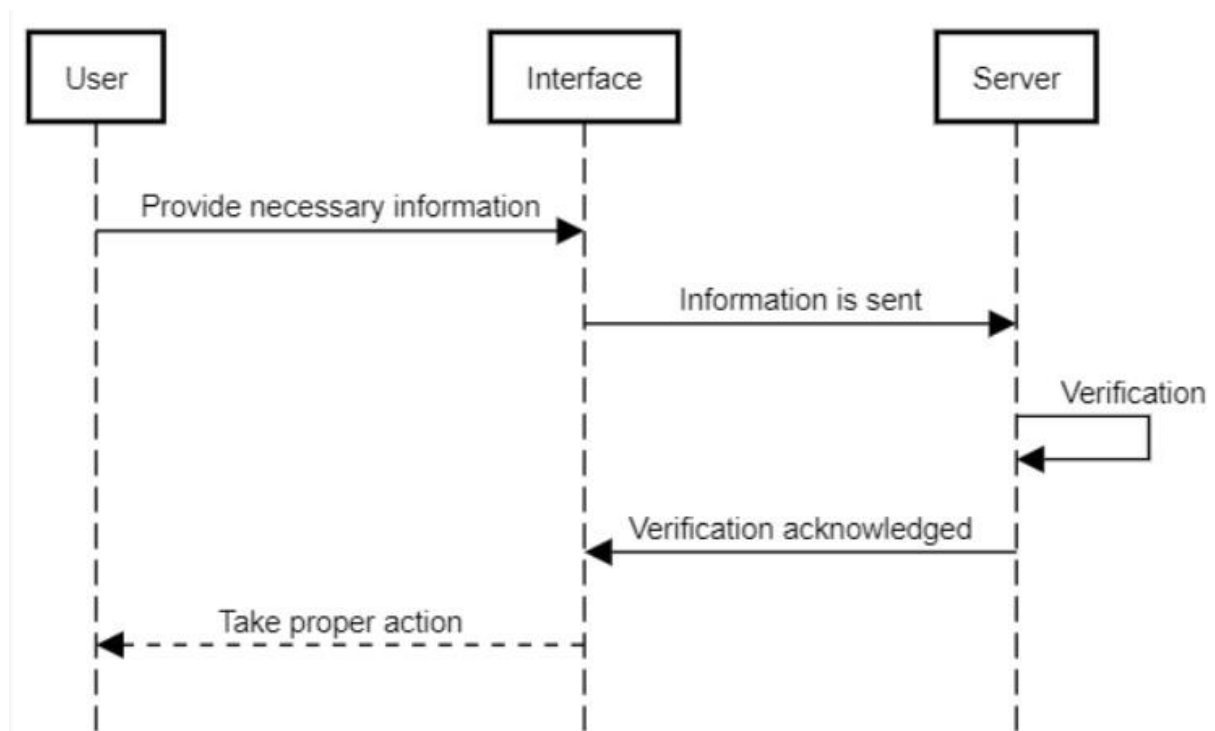 User
Interface
Server
Provide necessary information
Information is sent
Verification
Verification acknowledged
Take proper action